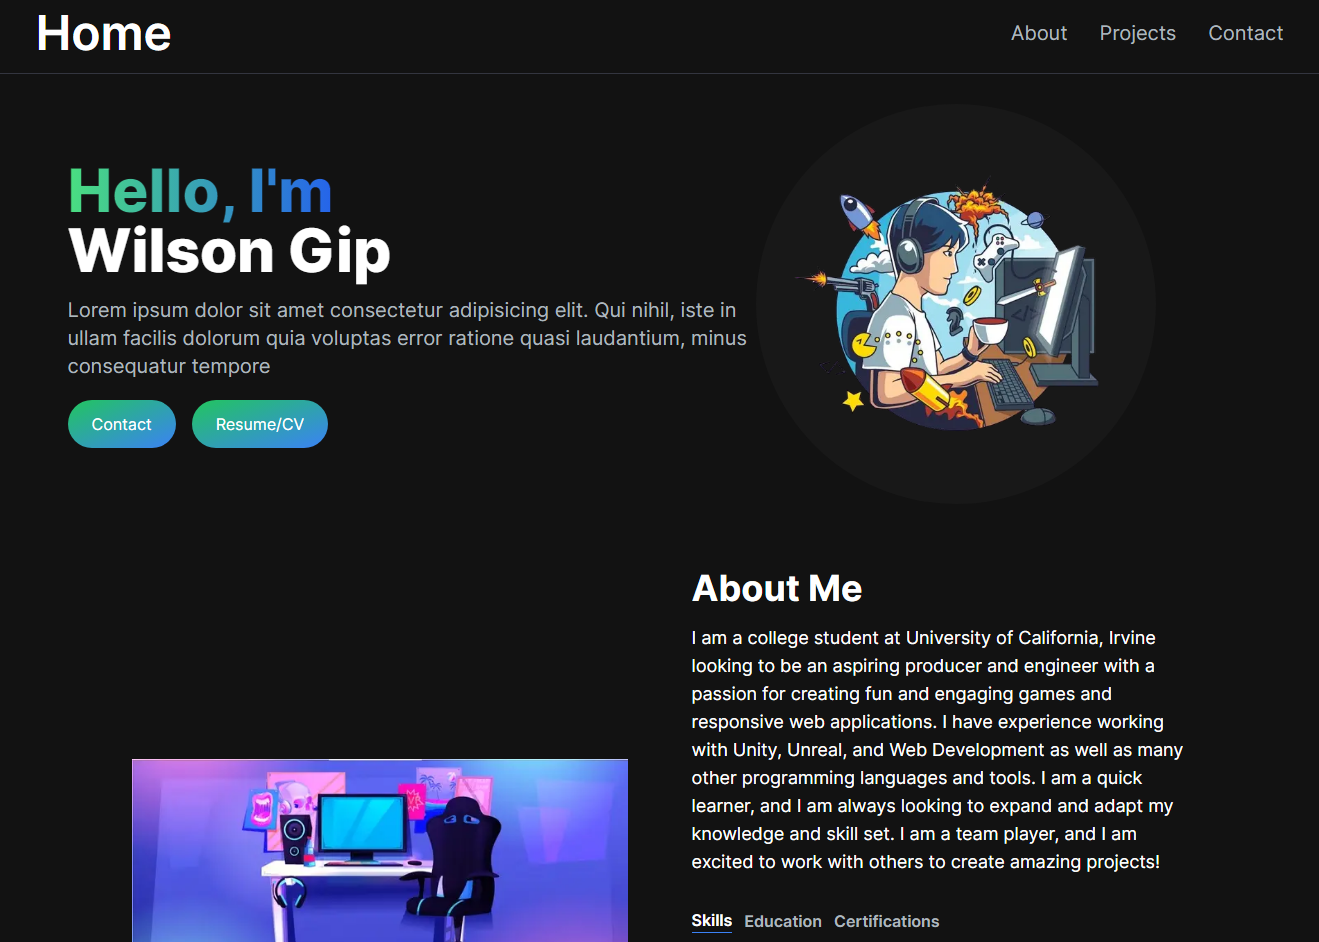 Home
About Projects Contact
Hello, I'm
Wilson Gip
Lorem ipsum dolor sit amet consectetur adipisicing elit. Qui nihil, iste in
ullam facilis dolorum quia voluptas error ratione quasi laudantium, minus
consequatur tempore
Contact Resume/CV
2
</>
About Me
I am a college student at University of California, Irvine
looking to be an aspiring producer and engineer with a
passion for creating fun and engaging games and
responsive web applications. I have experience working
with Unity, Unreal, and Web Development as well as many
other programming languages and tools. I am a quick
learner, and I am always looking to expand and adapt my
knowledge and skill set. I am a team player, and I am
excited to work with others to create amazing projects!
Skills Education Certifications